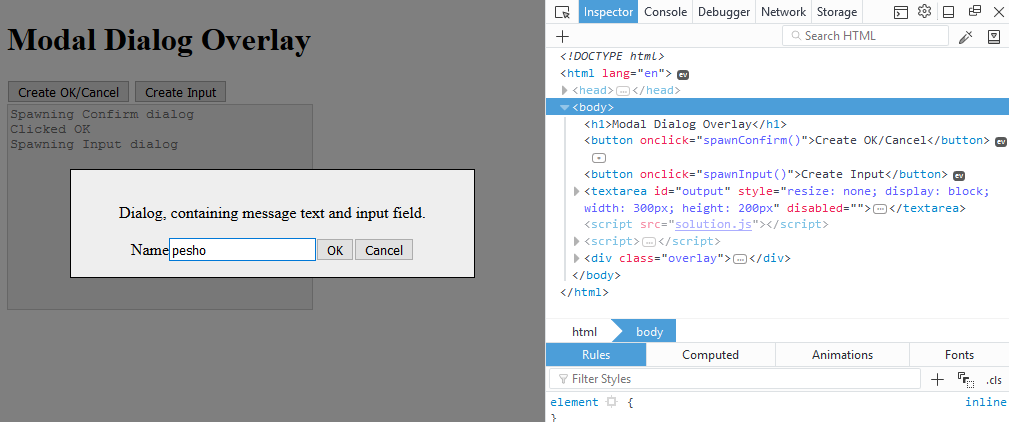 Modal Dialog Overlay
Create OK/Cancel Create Input
Spawning Confirm dialog
Clicked OK
Spawning Input dialog
Dialog, containing message text and input field.
Name pesho OK Cancel
Inspector Console Debugger Network Storage
+ Search HTML
<!DOCTYPE html>
<html lang="en"> ev
<head>…</head>
<body>
<h1>Modal Dialog Overlay</h1>
<button onclick="spawnConfirm()">Create OK/Cancel</button> ev
<button onclick="spawnInput()">Create Input</button> ev
<textarea id="output" style="resize: none; display: block;
width: 300px; height: 200px" disabled="">…</textarea>
<script src="solution.js"></script>
<script>…</script>
<div class="overlay">…</div>
</body>
</html>
html body
Rules Computed Animations Fonts
Filter Styles + .cls
element { inline
}